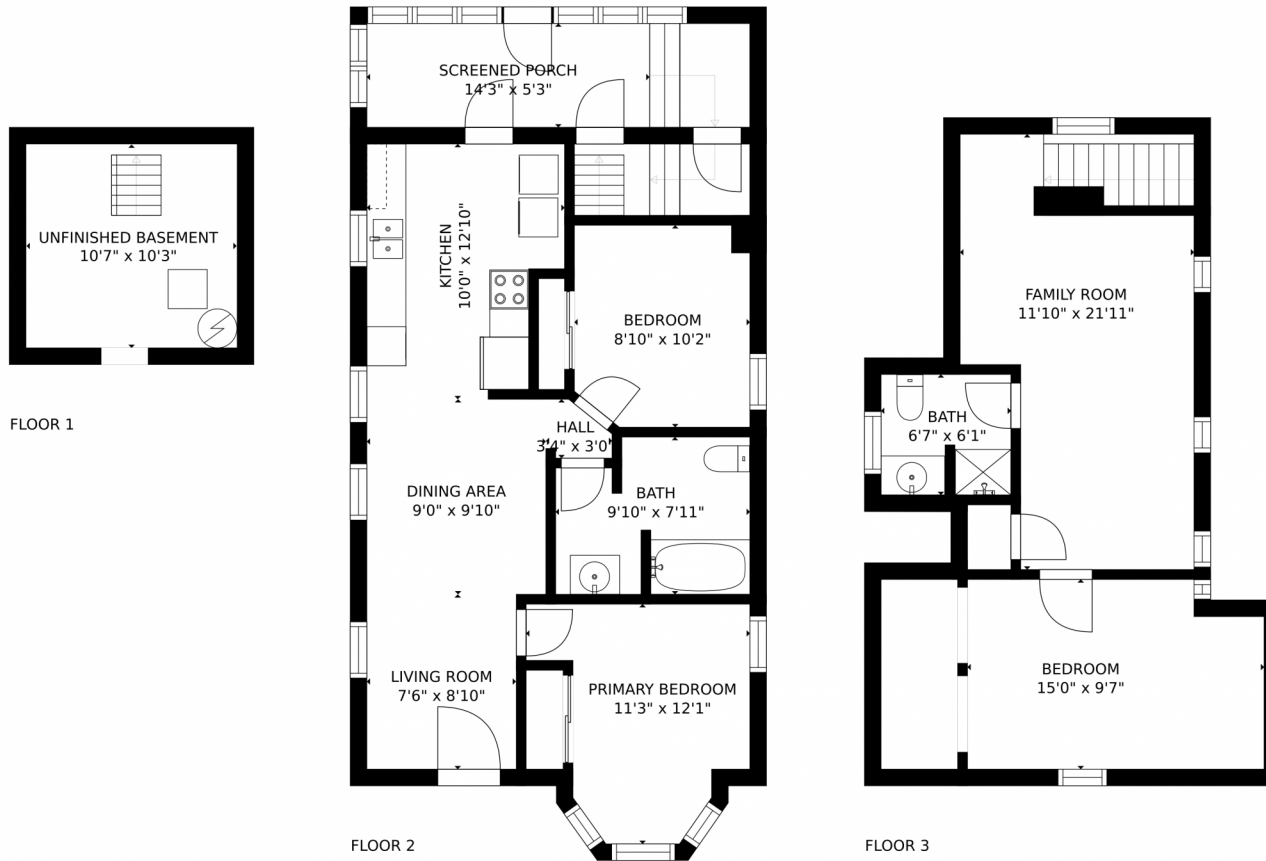 UNFINISHED BASEMENT
10'7" x 10'3"
FLOOR 1
SCREENED PORCH
14'3" x 5'3"
KITCHEN
10'0" x 12'10"
BEDROOM
8'10" x 10'2"
HALL
3'4" x 3'0"
DINING AREA
9'0" x 9'10"
BATH
9'10" x 7'11"
LIVING ROOM
7'6" x 8'10"
PRIMARY BEDROOM
11'3" x 12'1"
FLOOR 2
FAMILY ROOM
11'10" x 21'11"
BATH
6'7" x 6'1"
BEDROOM
15'0" x 9'7"
FLOOR 3